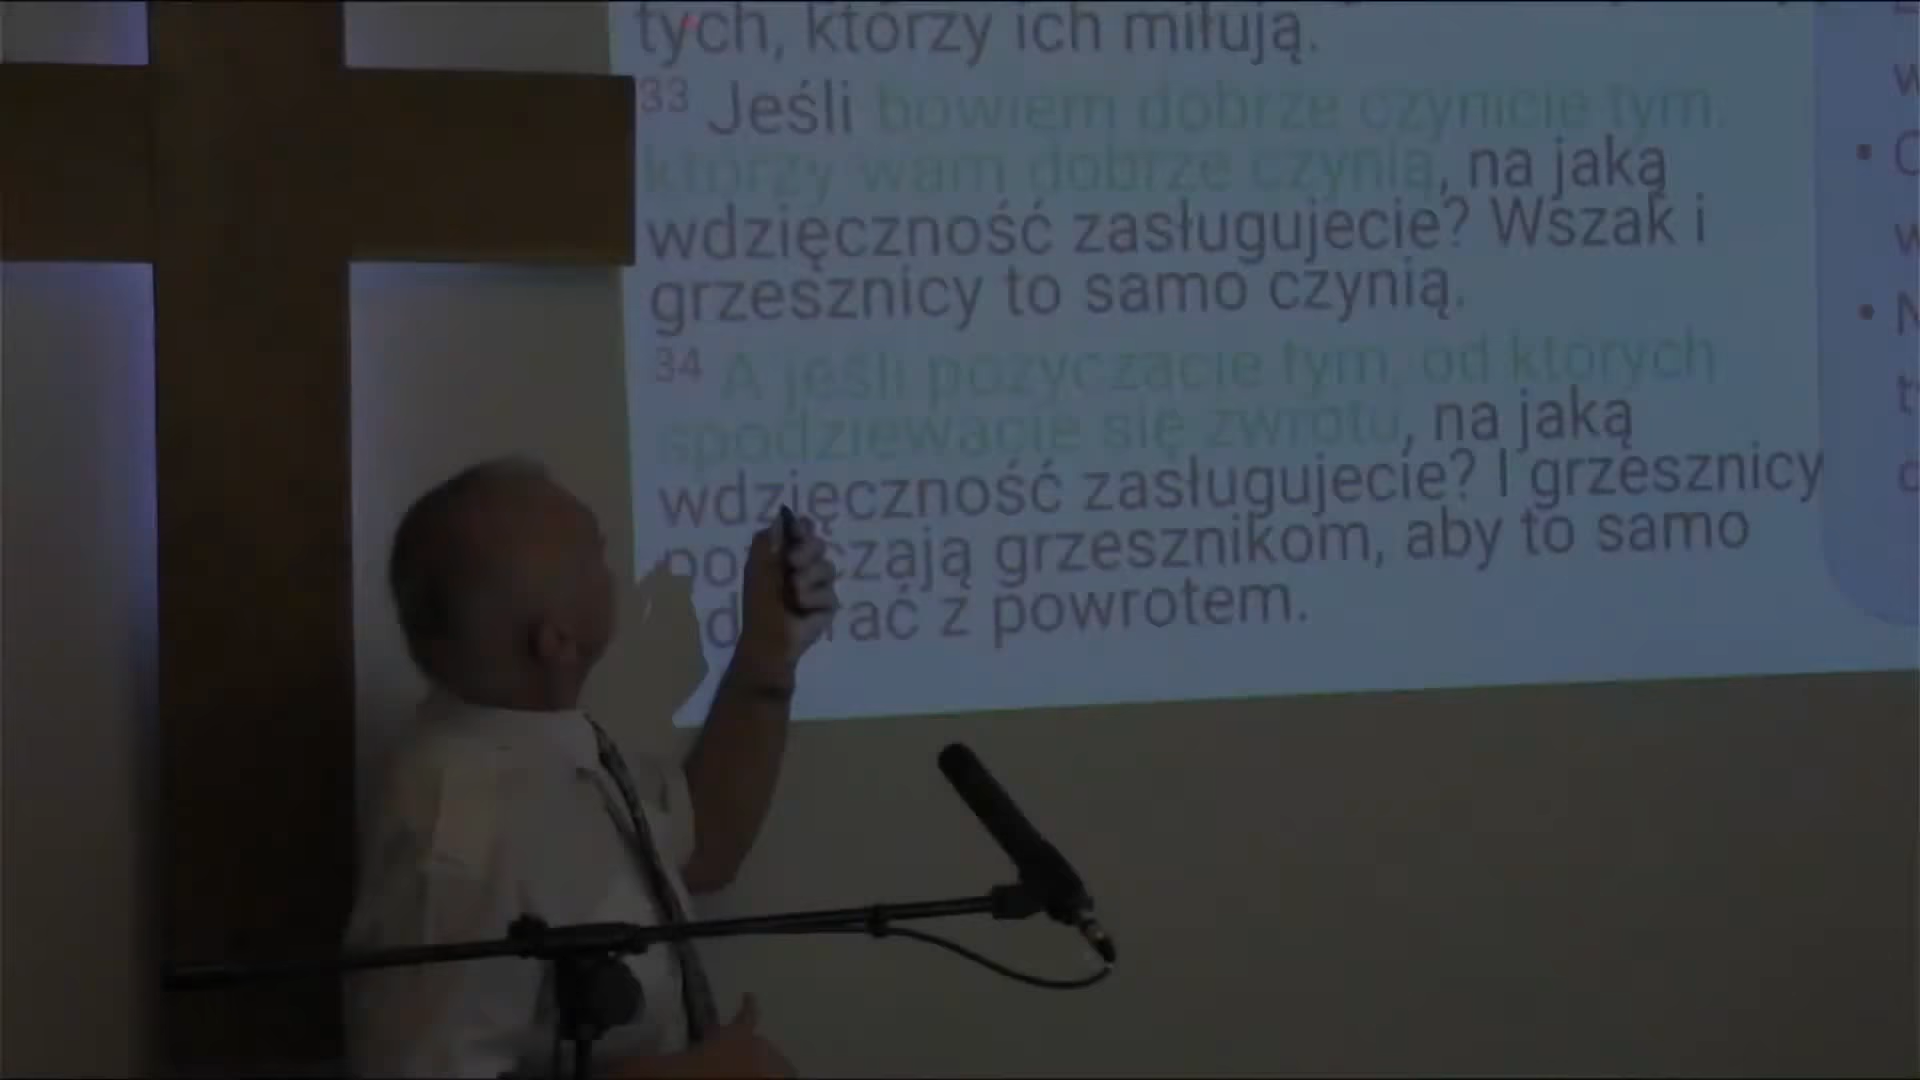 tych, którzy ich miłują.
33 Jeśli bowiem dobrze czynicie tym,
którzy wam dobrze czynią, na jaką
wdzięczność zasługujecie? Wszak i
grzesznicy to samo czynią.
34 A jeśli pożyczacie tym, od których
spodziewacie się zwrotu, na jaką
wdzięczność zasługujecie? I grzesznicy
grzesznikom, aby to samo
z powrotem.